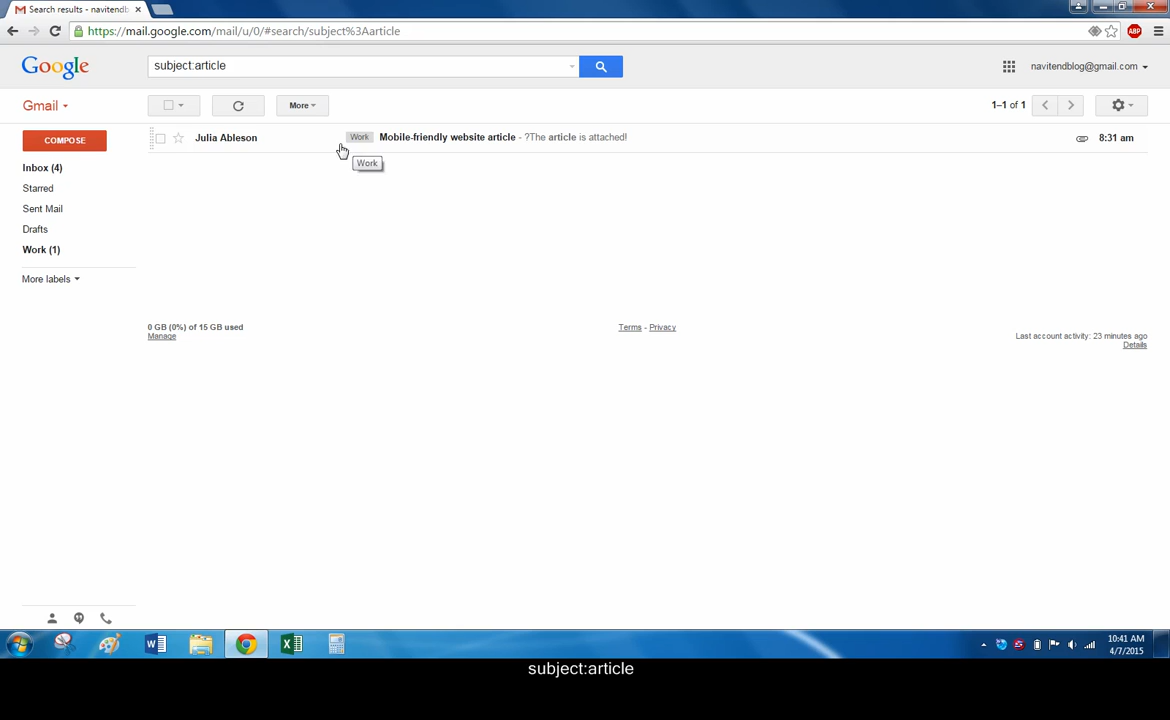 Search results - navitendb
https://mail.google.com/mail/u/0/#search/subject%3Aarticle
ABP
Google
subject:article
navitendblog@gmail.com
Gmail
More
1–1 of 1
COMPOSE
Julia Ableson
Work
Mobile-friendly website article - ?The article is attached!
8:31 am
Work
Inbox (4)
Starred
Sent Mail
Drafts
Work (1)
More labels
0 GB (0%) of 15 GB used
Manage
Terms - Privacy
Last account activity: 23 minutes ago
Details
10:41 AM
4/7/2015
subject:article